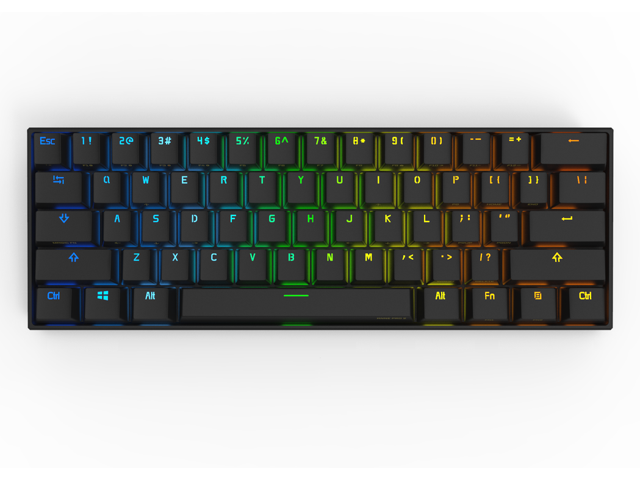 Esc 1! 2@ 3# 4$ 5% 6^ 7& 8* 9( 0) -− =+ ←
Q W E R T Y U I O P [{ ]} \|
A S D F G H J K L ;: '" ↵
⇧ Z X C V B N M ,< .> /? ⇧
Ctrl Alt Alt Fn Ctrl